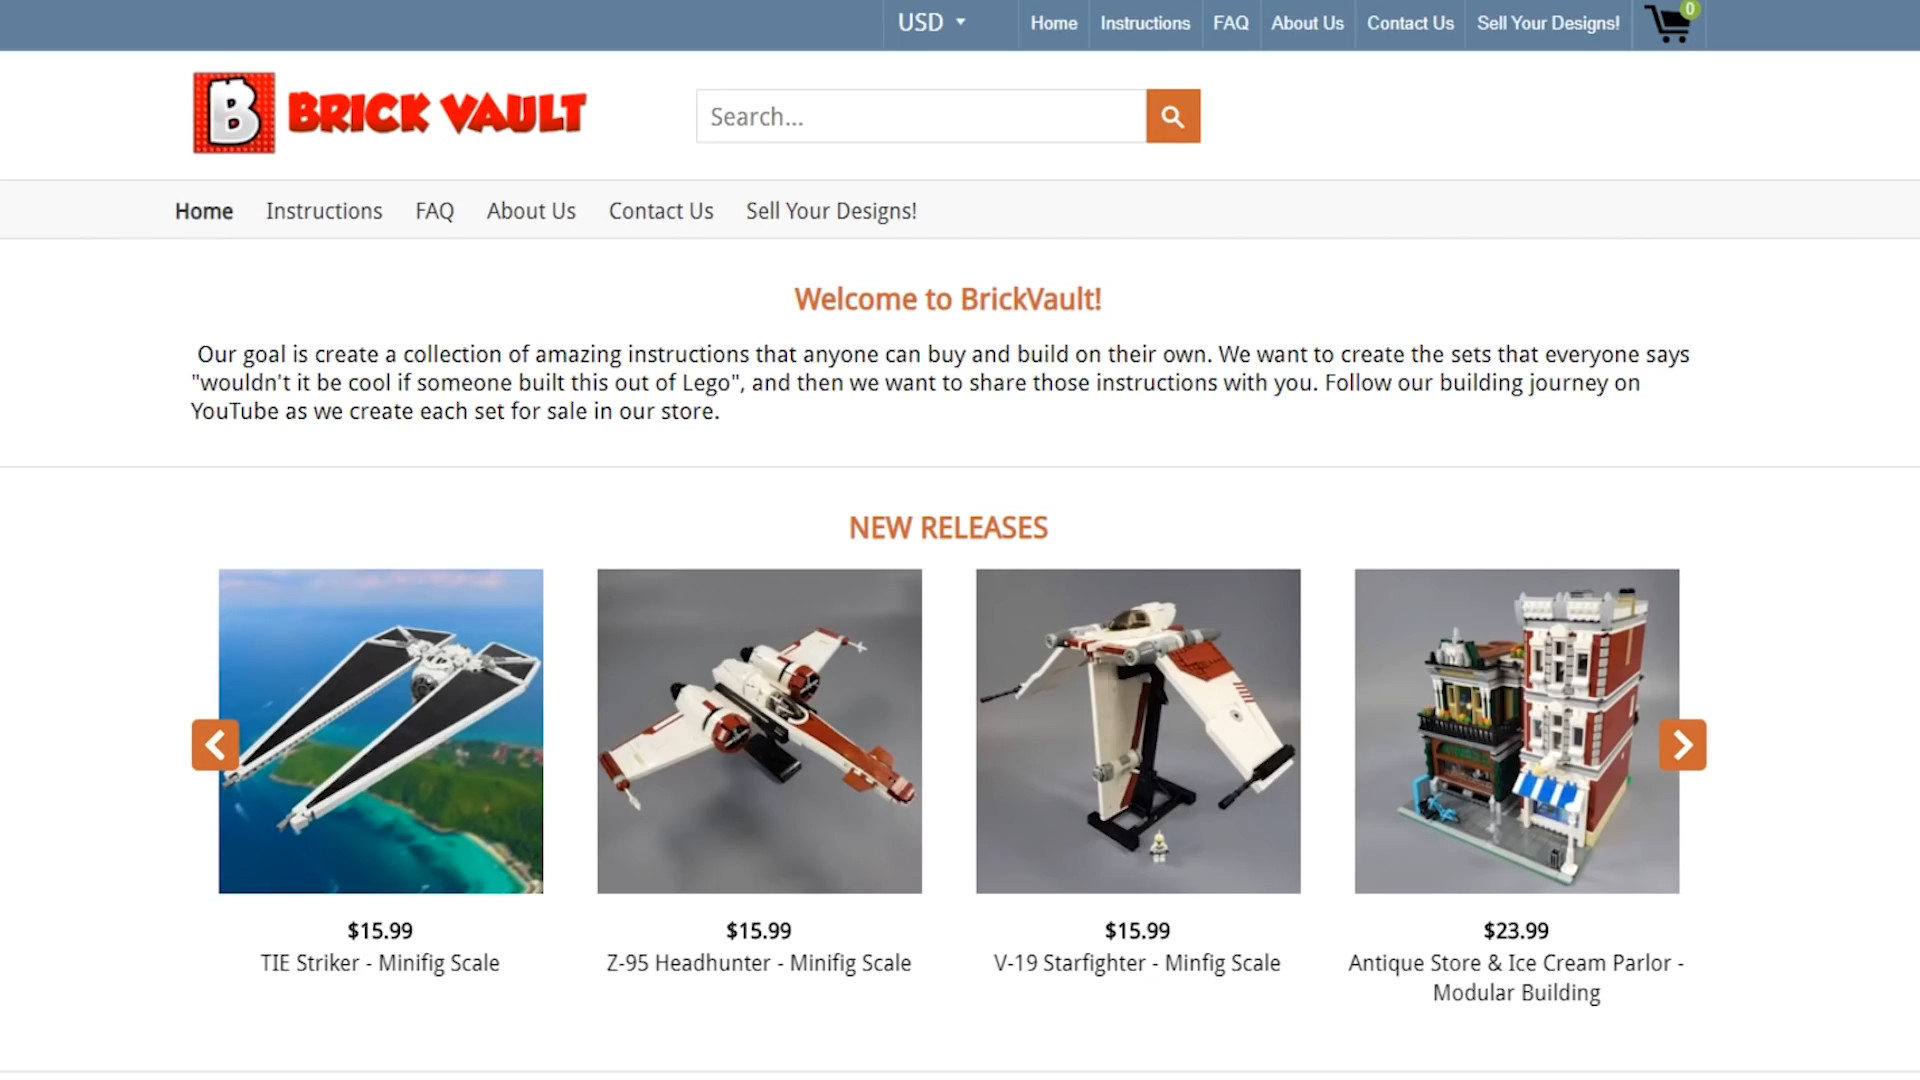 USD
Home Instructions FAQ About Us Contact Us Sell Your Designs! 0
B BRICK VAULT
Search...
Home Instructions FAQ About Us Contact Us Sell Your Designs!
Welcome to BrickVault!
Our goal is create a collection of amazing instructions that anyone can buy and build on their own. We want to create the sets that everyone says
"wouldn't it be cool if someone built this out of Lego", and then we want to share those instructions with you. Follow our building journey on
YouTube as we create each set for sale in our store.
NEW RELEASES
$15.99
TIE Striker - Minifig Scale
$15.99
Z-95 Headhunter - Minifig Scale
$15.99
V-19 Starfighter - Minfig Scale
$23.99
Antique Store & Ice Cream Parlor -
Modular Building